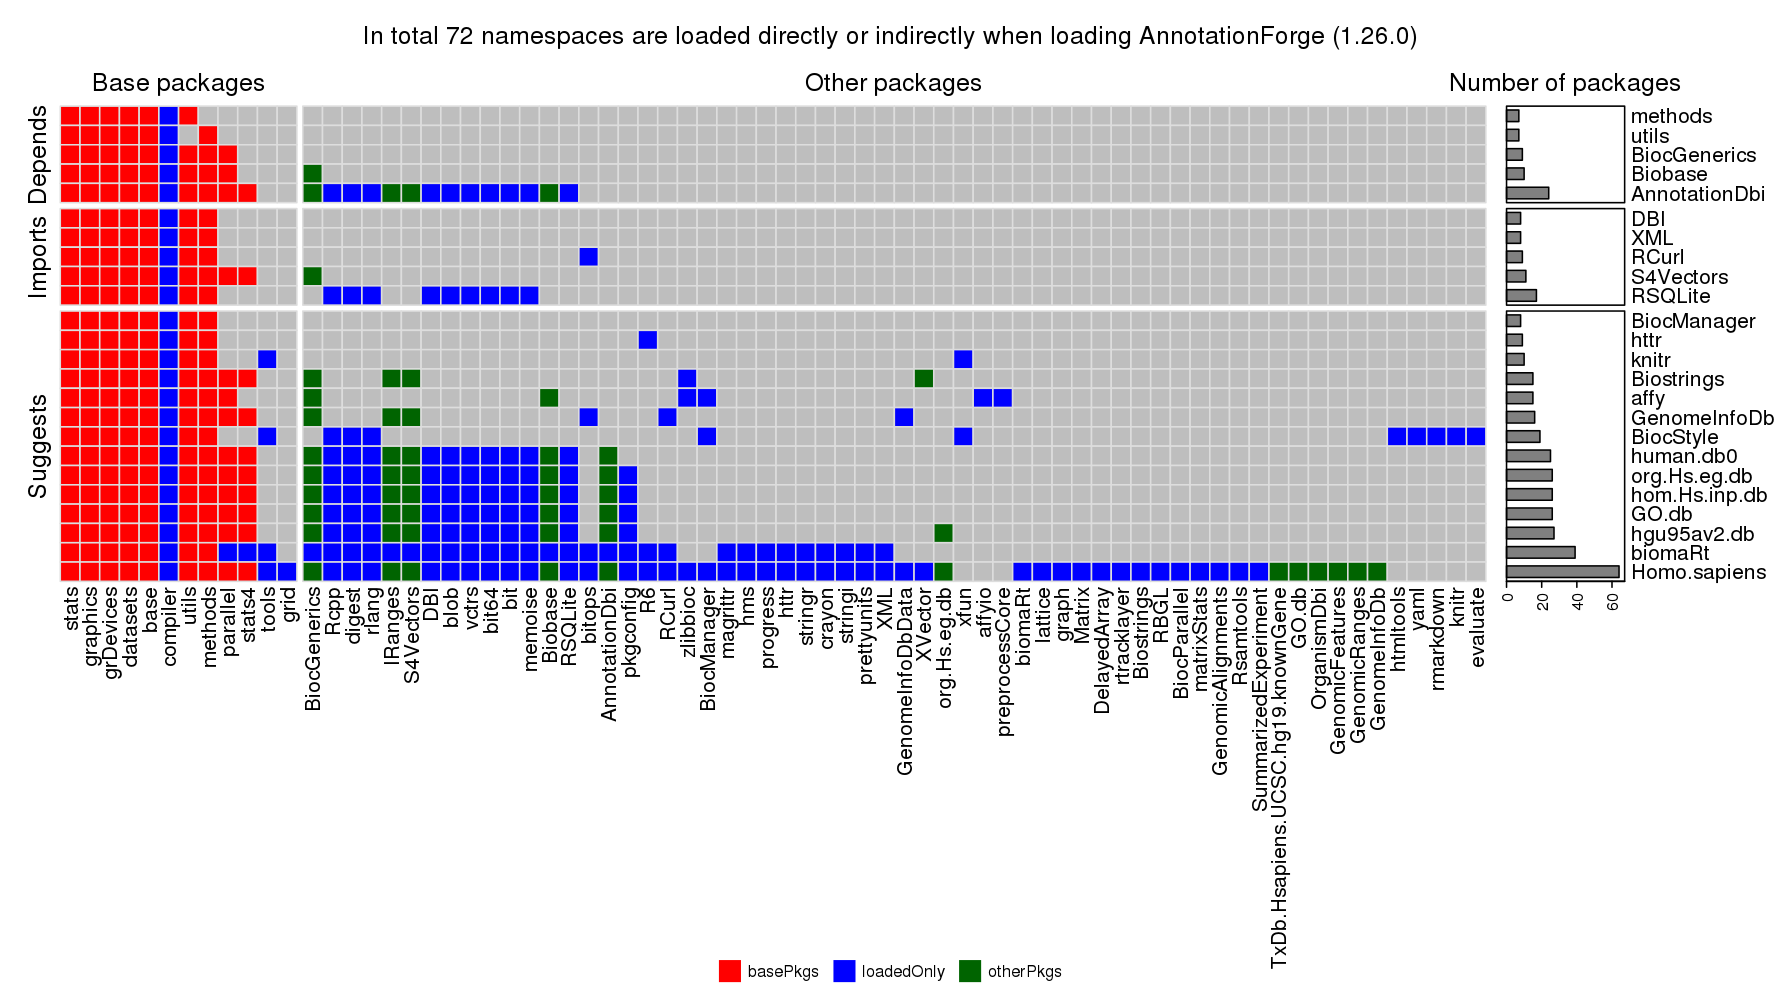 In total 72 namespaces are loaded directly or indirectly when loading AnnotationForge (1.26.0)
Base packages
Other packages
Number of packages
Depends
Imports
Suggests
methods
utils
BiocGenerics
Biobase
AnnotationDbi
DBI
XML
RCurl
S4Vectors
RSQLite
BiocManager
httr
knitr
Biostrings
affy
GenomeInfoDb
BiocStyle
human.db0
org.Hs.eg.db
hom.Hs.inp.db
GO.db
hgu95av2.db
biomaRt
Homo.sapiens
0
20
40
60
stats
graphics
grDevices
datasets
base
compiler
utils
methods
parallel
stats4
tools
grid
BiocGenerics
Rcpp
digest
rlang
IRanges
S4Vectors
DBI
blob
vctrs
bit64
bit
memoise
Biobase
RSQLite
bitops
AnnotationDbi
pkgconfig
R6
RCurl
zlibbioc
BiocManager
magrittr
hms
progress
httr
stringr
crayon
stringi
prettyunits
XML
GenomeInfoDbData
XVector
org.Hs.eg.db
xfun
affyio
preprocessCore
biomaRt
lattice
graph
Matrix
DelayedArray
rtracklayer
Biostrings
RBGL
BiocParallel
matrixStats
GenomicAlignments
Rsamtools
SummarizedExperiment
TxDb.Hsapiens.UCSC.hg19.knownGene
GO.db
OrganismDbi
GenomicFeatures
GenomicRanges
GenomeInfoDb
htmltools
yaml
rmarkdown
knitr
evaluate
basePkgs
loadedOnly
otherPkgs